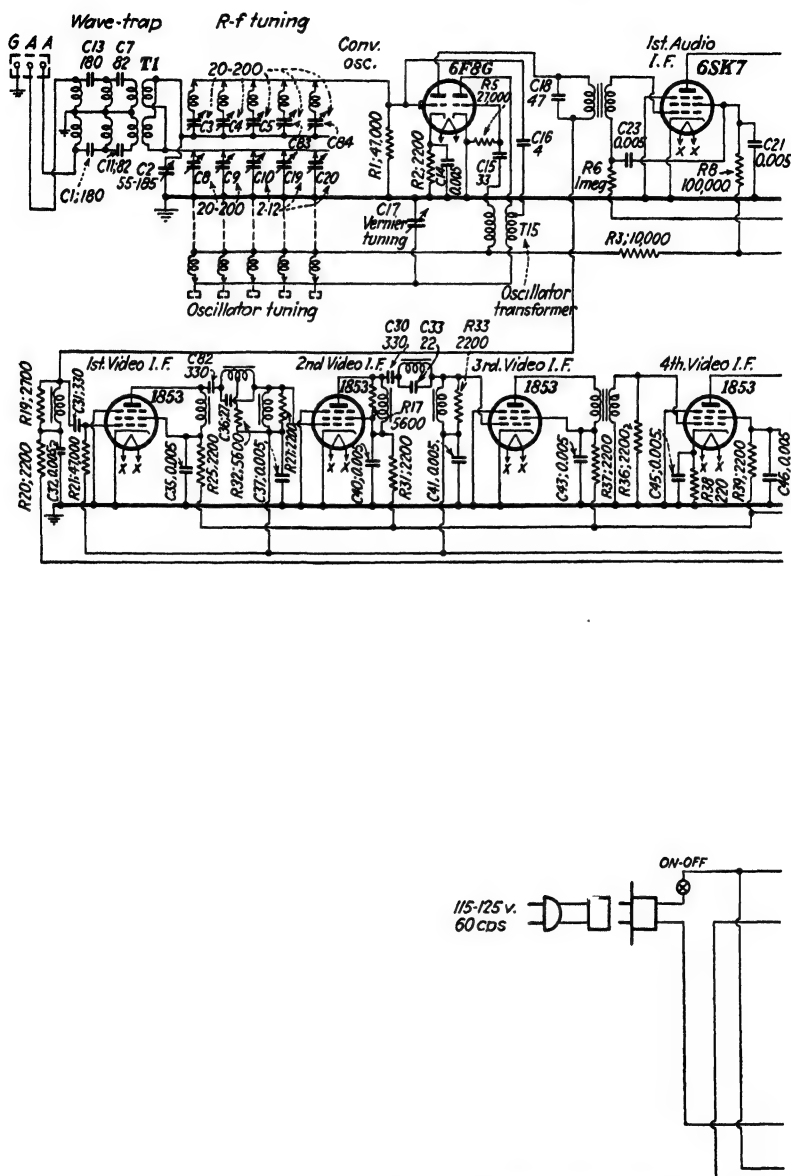 Wave-trap
R-f tuning
G A A
C13
180
C7
82
T1
20-200
Conv.
osc.
6F8G
R5
27,000
C18
47
1st. Audio
I.F.
6SK7
C3
C4
C5
C83
C84
R1; 47,000
R2; 2200
C14
0.005
C15
33
C16
4
C23
0.005
R6
1meg
R8
100,000
C21
0.005
C1; 180
C11; 82
C2
55-185
C8
C9
C10
C19
C20
20-200
2-12
C17
Vernier
tuning
T15
R3; 10,000
Oscillator
transformer
Oscillator tuning
R19; 2700
R20; 2200
C32, 0.005
C31; 330
R21; 47,000
1st. Video I.F.
1853
C82
330
X X
C35, 0.005
R25; 2200
36; 27
R32; 5600
C37, 0.005
2nd Video I.F.
1853
C30
330
C33
22
R33
2200
R17
5600
X X
C40; 0.005
R31; 2200
C41, 0.005
3rd. Video I.F.
1853
X X
C43; 0.005
R37; 2200
R36; 2200
4th. Video I.F.
1853
X X
C45; 0.005
R38
220
R39; 2200
C46, 0.005
ON-OFF
115-125 v.
60 cps